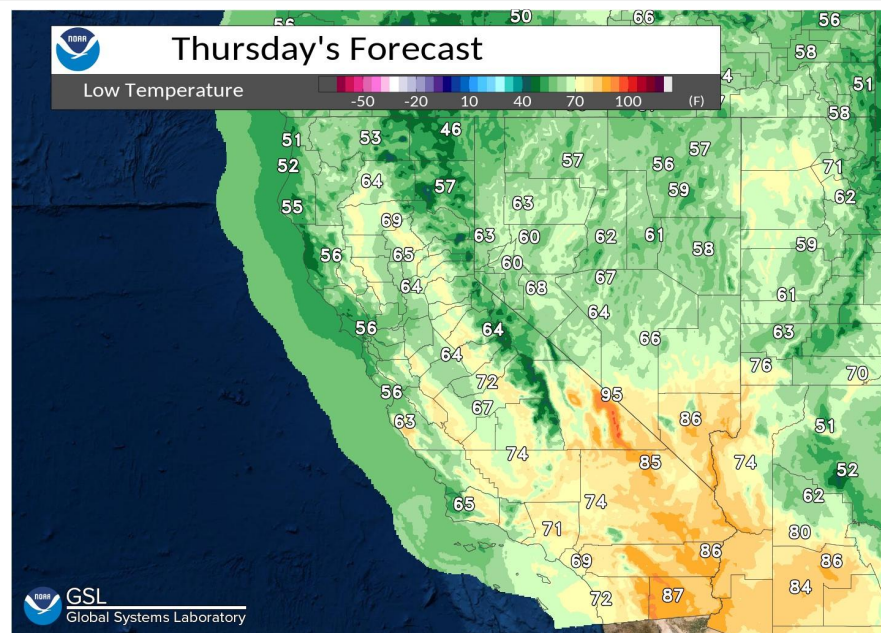 50 66 56
56
NOAA
Thursday's Forecast
58
Low Temperature
-50 -20 10 40 70 100 (F)
51
58
51 53 46 57
52 57 56 71
64 57 59 62
55 63
69
56 65 63 60 62 61 58 59
60
64 68 67
64 61
56 64 66 63
64 76
72 70
56 67 95
63 86 51
74 85 74 52
65 74 62
71 80
69 86 86
72 87 84
NOAA
GSL
Global Systems Laboratory